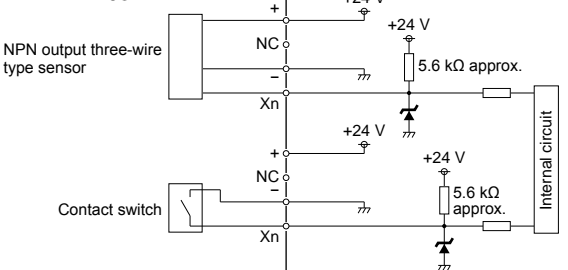 +24 V
+
+24 V
NC
NPN output three-wire
type sensor
5.6 kΩ approx.
−
Xn
+24 V
+
+24 V
NC
−
5.6 kΩ
approx.
Contact switch
Xn
Internal circuit